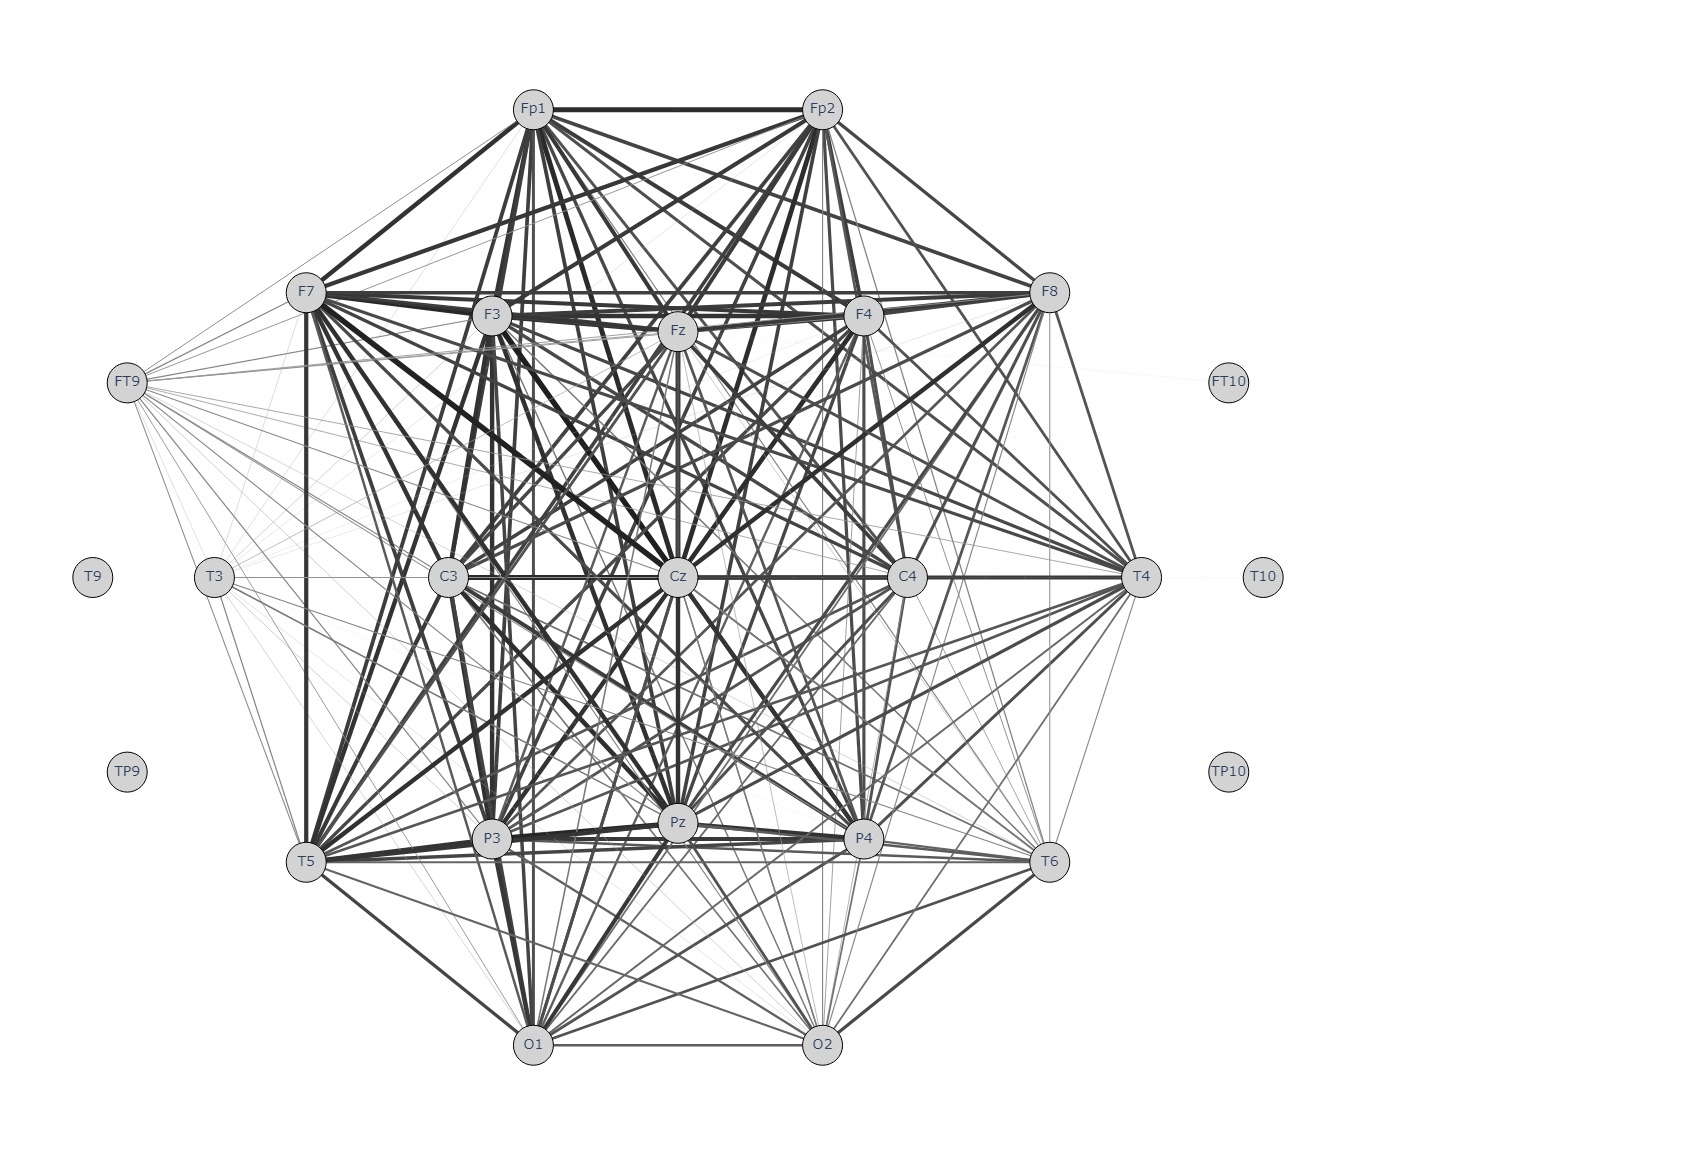 Fp1 Fp2
F7 F3 Fz F4 F8
FT9 FT10
T9 T3 C3 Cz C4 T4 T10
TP9 TP10
T5 P3 Pz P4 T6
O1 O2